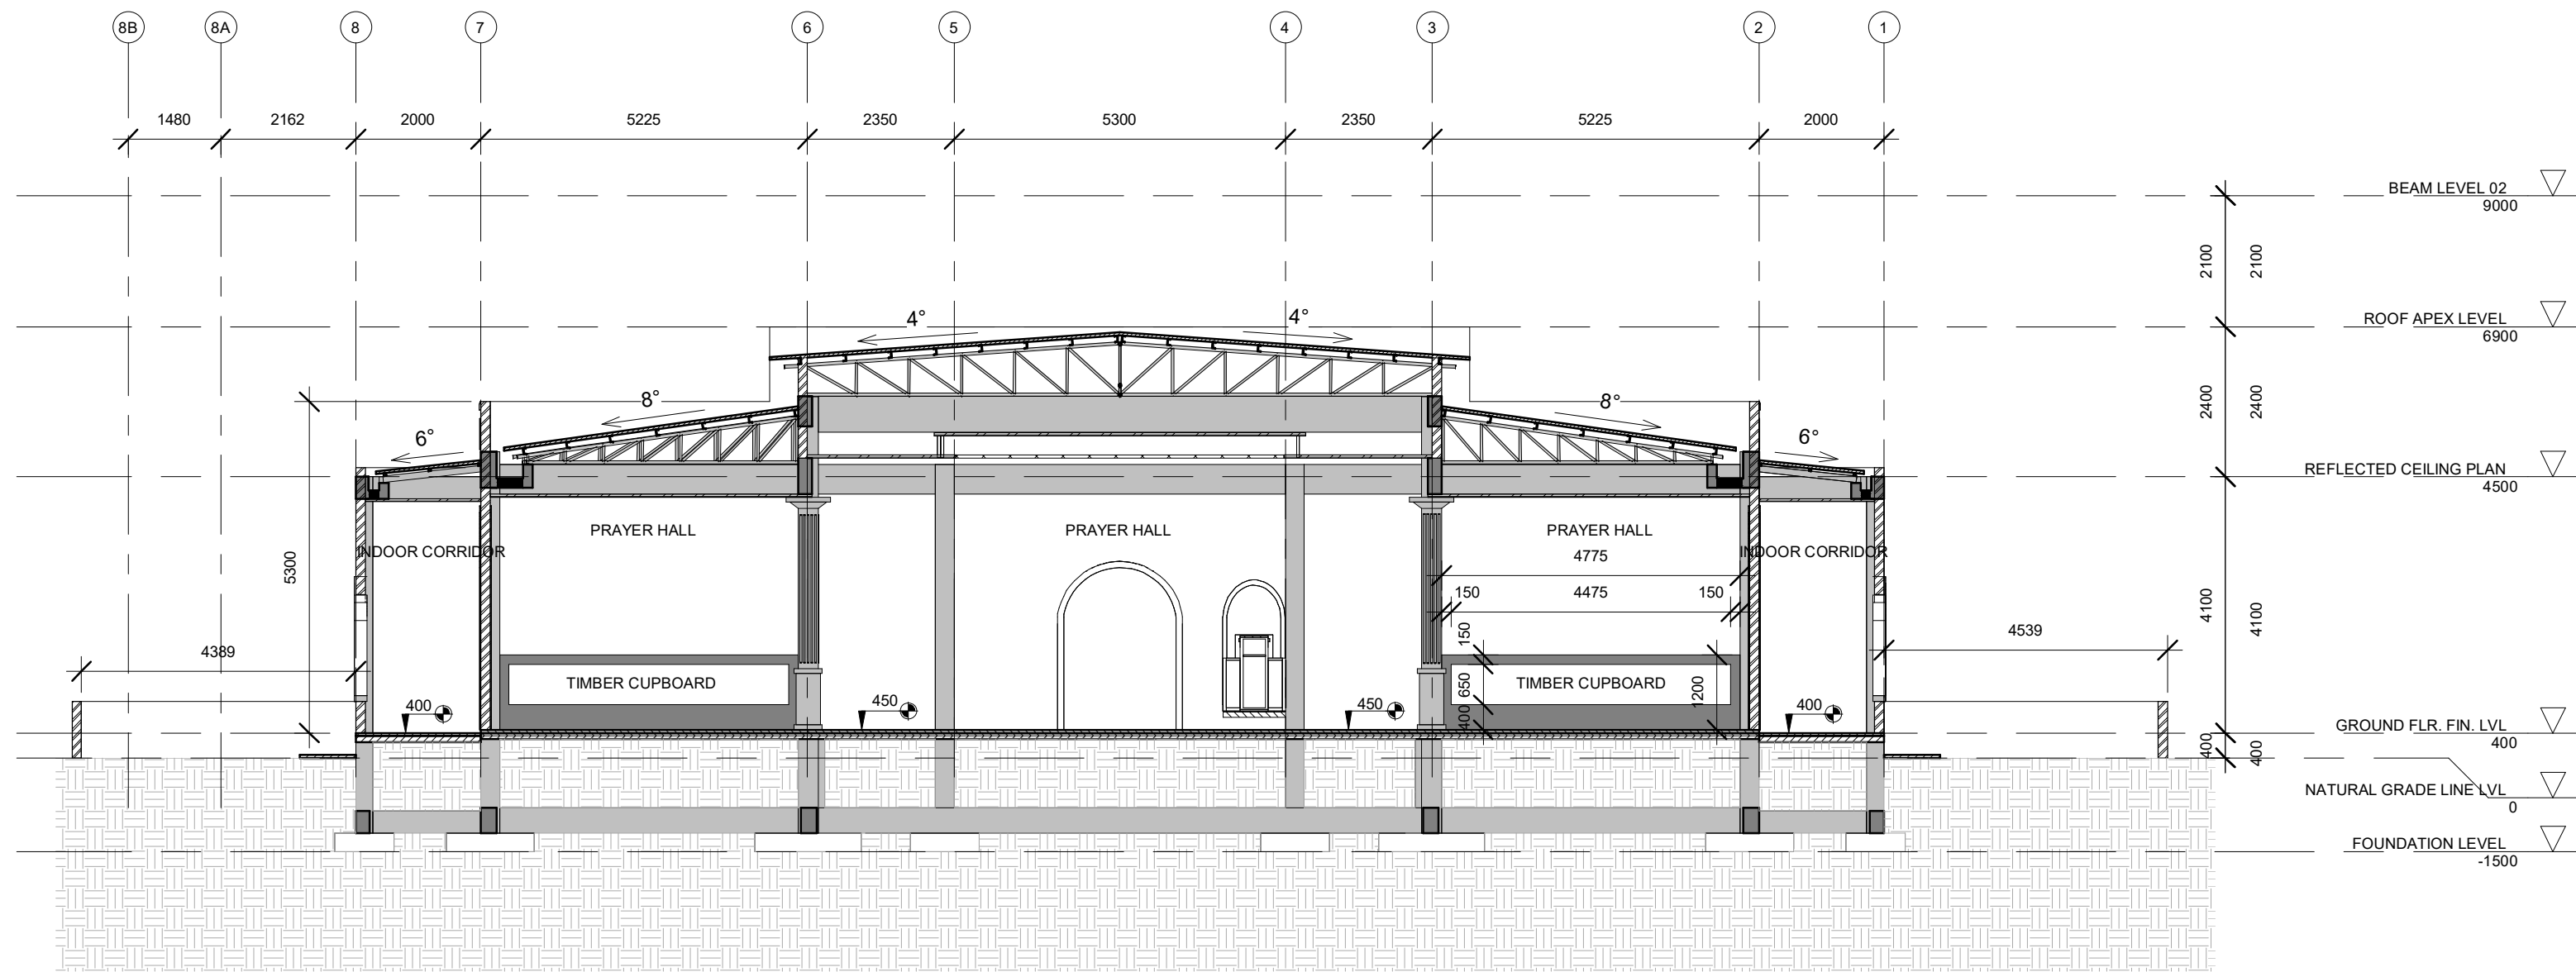 8B 8A 8 7 6 5 4 3 2 1
1480 2162 2000 5225 2350 5300 2350 5225 2000
BEAM LEVEL 02
9000
2100 2100
4° 4°
ROOF APEX LEVEL
6900
8° 8°
2400 2400
6° 6°
REFLECTED CEILING PLAN
4500
PRAYER HALL PRAYER HALL PRAYER HALL
INDOOR CORRIDOR 4775 INDOOR CORRIDOR
5300
150 4475 150
4100 4100
150
4389 4539
TIMBER CUPBOARD 650 TIMBER CUPBOARD 1200
400 450 450 400 400
GROUND FLR. FIN. LVL
400
400 400
NATURAL GRADE LINE LVL
0
FOUNDATION LEVEL
-1500